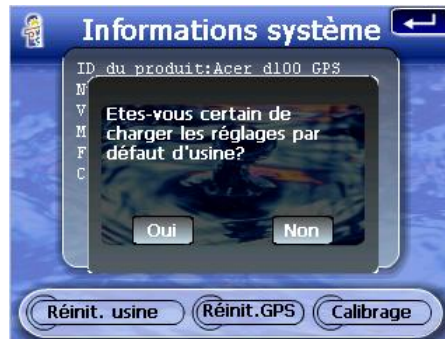 Informations système
ID du produit:Acer d100 GPS
N
V
M
F
C
Etes-vous certain de
charger les réglages par
défaut d'usine?
Oui
Non
Réinit. usine
Réinit.GPS
Calibrage